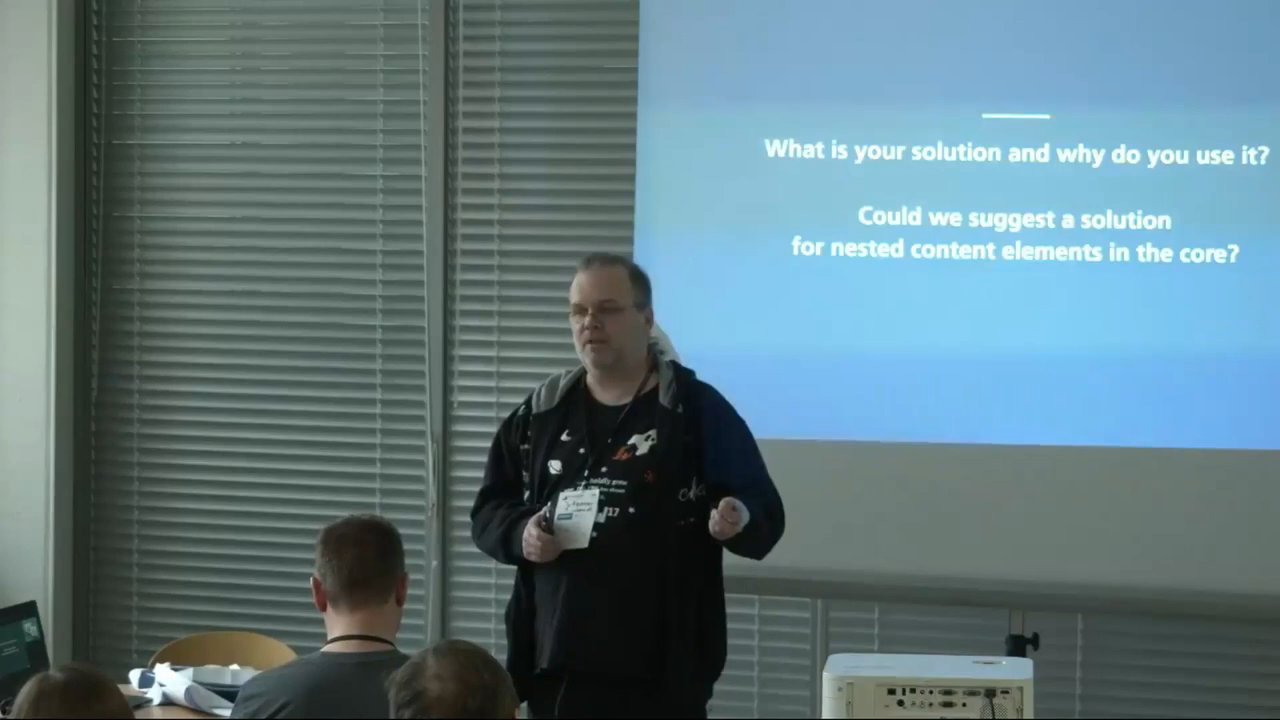 What is your solution and why do you use it?
Could we suggest a solution
for nested content elements in the core?